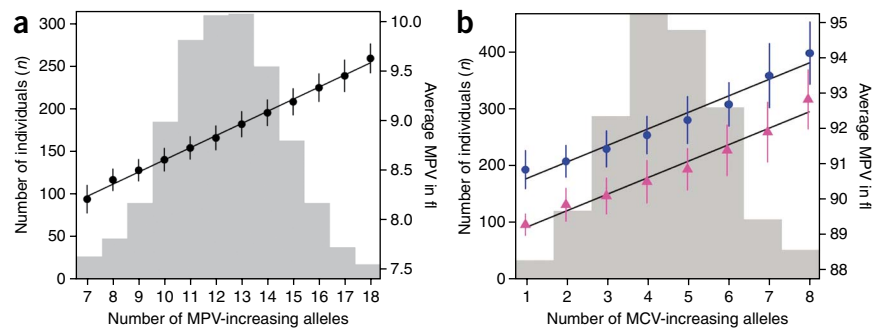 a
Number of individuals (n)
300
250
200
150
100
50
0
10.0
9.5
9.0
8.5
8.0
7.5
Average MPV in fl
7 8 9 10 11 12 13 14 15 16 17 18
Number of MPV-increasing alleles
b
Number of individuals (n)
400
300
200
100
0
95
94
93
92
91
90
89
88
Average MPV in fl
1 2 3 4 5 6 7 8
Number of MCV-increasing alleles